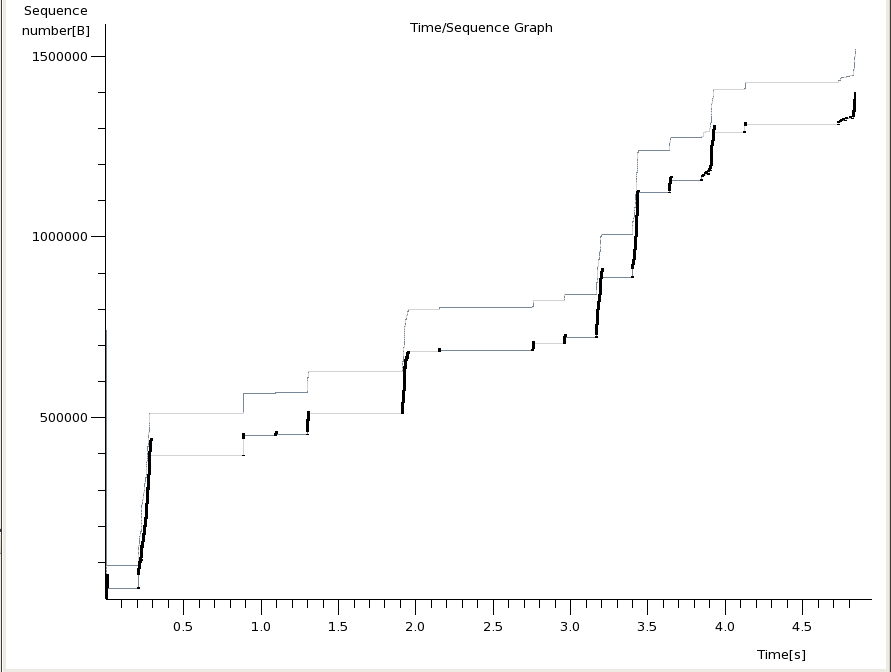 Sequence
number[B]
Time/Sequence Graph
1500000
1000000
500000
0.5 1.0 1.5 2.0 2.5 3.0 3.5 4.0 4.5
Time[s]